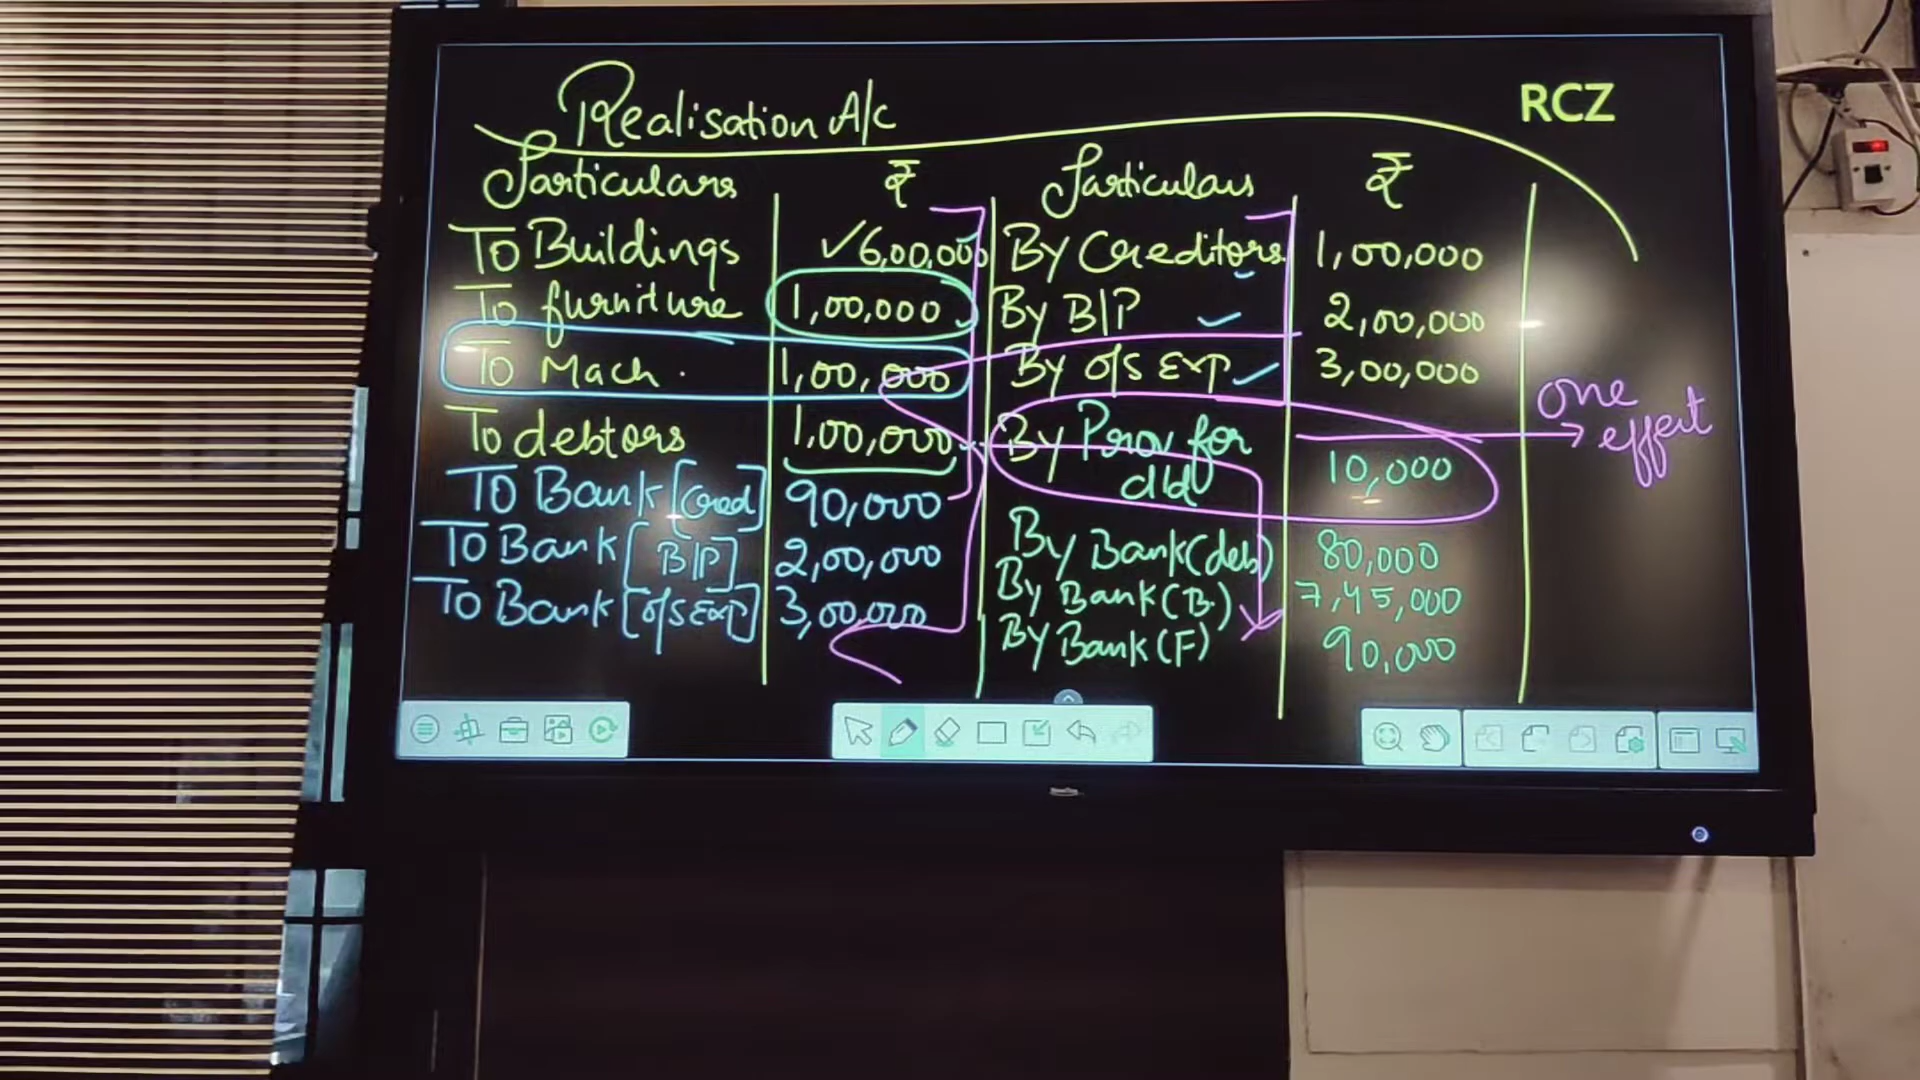 Realisation A/c
RCZ
Particulars ₹ Particulars ₹
To Buildings ✓6,00,000 By Creditors 1,00,000
To furniture 1,00,000 By B/P 2,00,000
To Mach. 1,00,000 By o/s Exp 3,00,000
To debtors 1,00,000 By Prov for d/d 10,000
one effect
To Bank [Cred] 90,000
To Bank [B/P] 2,00,000 By Bank (deb) 80,000
To Bank [o/s Exp] 3,00,000 By Bank (B.) 7,45,000
By Bank (F) 90,000